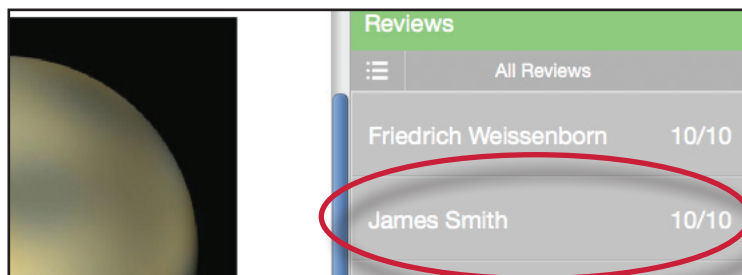 Reviews
All Reviews
Friedrich Weissenborn 10/10
James Smith 10/10